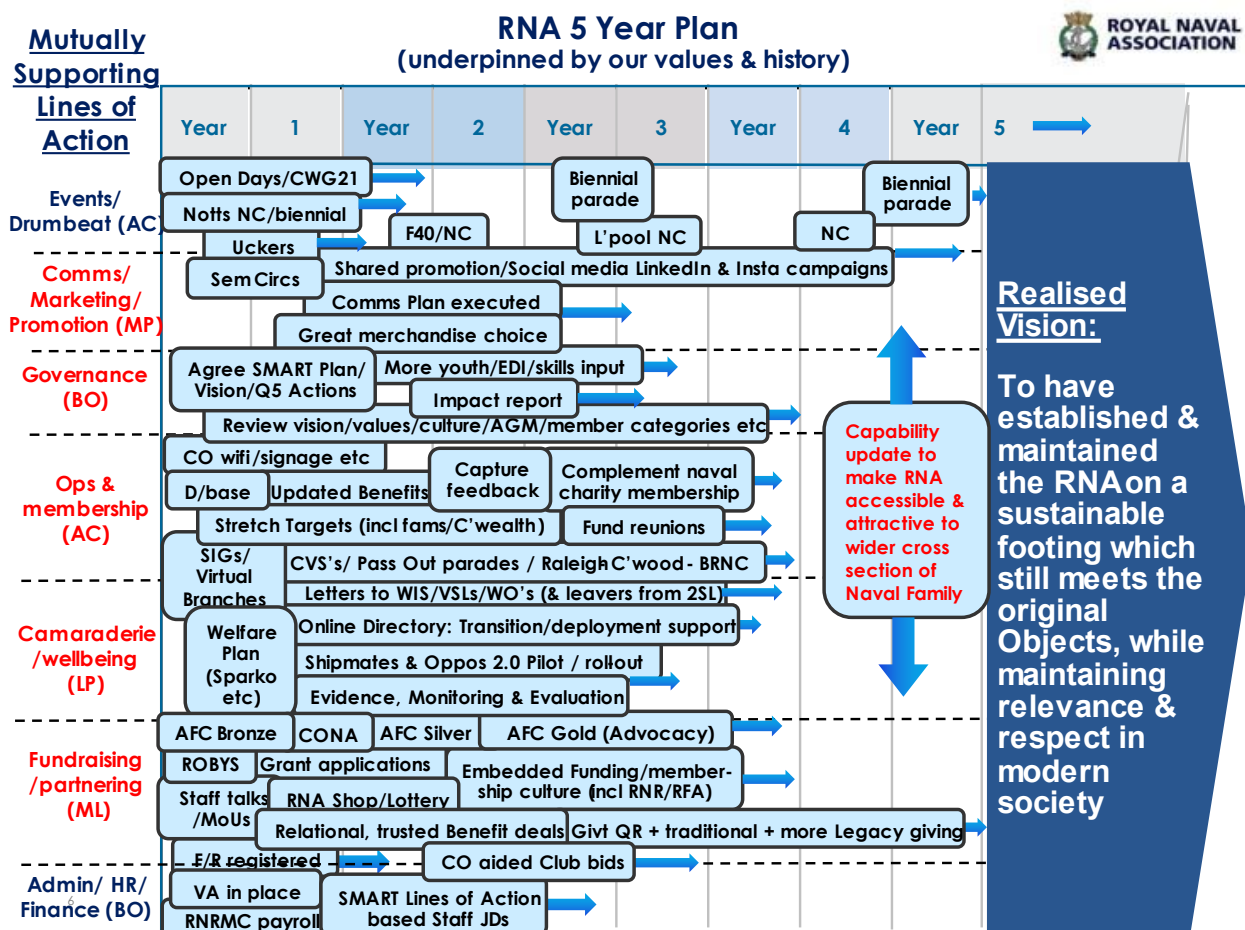 RNA 5 Year Plan
(underpinned by our values & history)
ROYAL NAVAL
ASSOCIATION
Mutually
Supporting
Lines of
Action
Year 1 Year 2 Year 3 Year 4 Year 5
Events/
Drumbeat (AC)
Open Days/CWG21
Notts NC/biennial
Uckers
F40/NC
Biennial
parade
L'pool NC
NC
Biennial
parade
Comms/
Marketing/
Promotion (MP)
Sem Circs
Shared promotion/Social media LinkedIn & Insta campaigns
Comms Plan executed
Great merchandise choice
Governance
(BO)
Agree SMART Plan/
Vision/Q5 Actions
More youth/EDI/skills input
Impact report
Review vision/values/culture/AGM/member categories etc
Ops &
membership
(AC)
CO wifi/signage etc
D/base
Updated Benefits
Capture
feedback
Complement naval
charity membership
Stretch Targets (incl fams/C'wealth)
Fund reunions
SIGs/
Virtual
Branches
CVS's/ Pass Out parades / Raleigh C'wood - BRNC
Letters to WIS/VSLs/WO's (& leavers from 2SL)
Camaraderie
/wellbeing
(LP)
Welfare
Plan
(Sparko
etc)
Online Directory: Transition/deployment support
Shipmates & Oppos 2.0 Pilot / roll-out
Evidence, Monitoring & Evaluation
Fundraising
/partnering
(ML)
AFC Bronze
CONA
AFC Silver
AFC Gold (Advocacy)
ROBYS
Grant applications
Embedded Funding/member-
ship culture (incl RNR/RFA)
Staff talks
/MoUs
RNA Shop/Lottery
Relational, trusted Benefit deals
Givt QR + traditional + more Legacy giving
F/R registered
CO aided Club bids
Admin/ HR/
Finance (BO)
VA in place
RNRMC payroll
SMART Lines of Action
based Staff JDs
Capability
update to
make RNA
accessible &
attractive to
wider cross
section of
Naval Family
Realised
Vision:
To have
established &
maintained
the RNA on a
sustainable
footing which
still meets the
original
Objects, while
maintaining
relevance &
respect in
modern
society
6